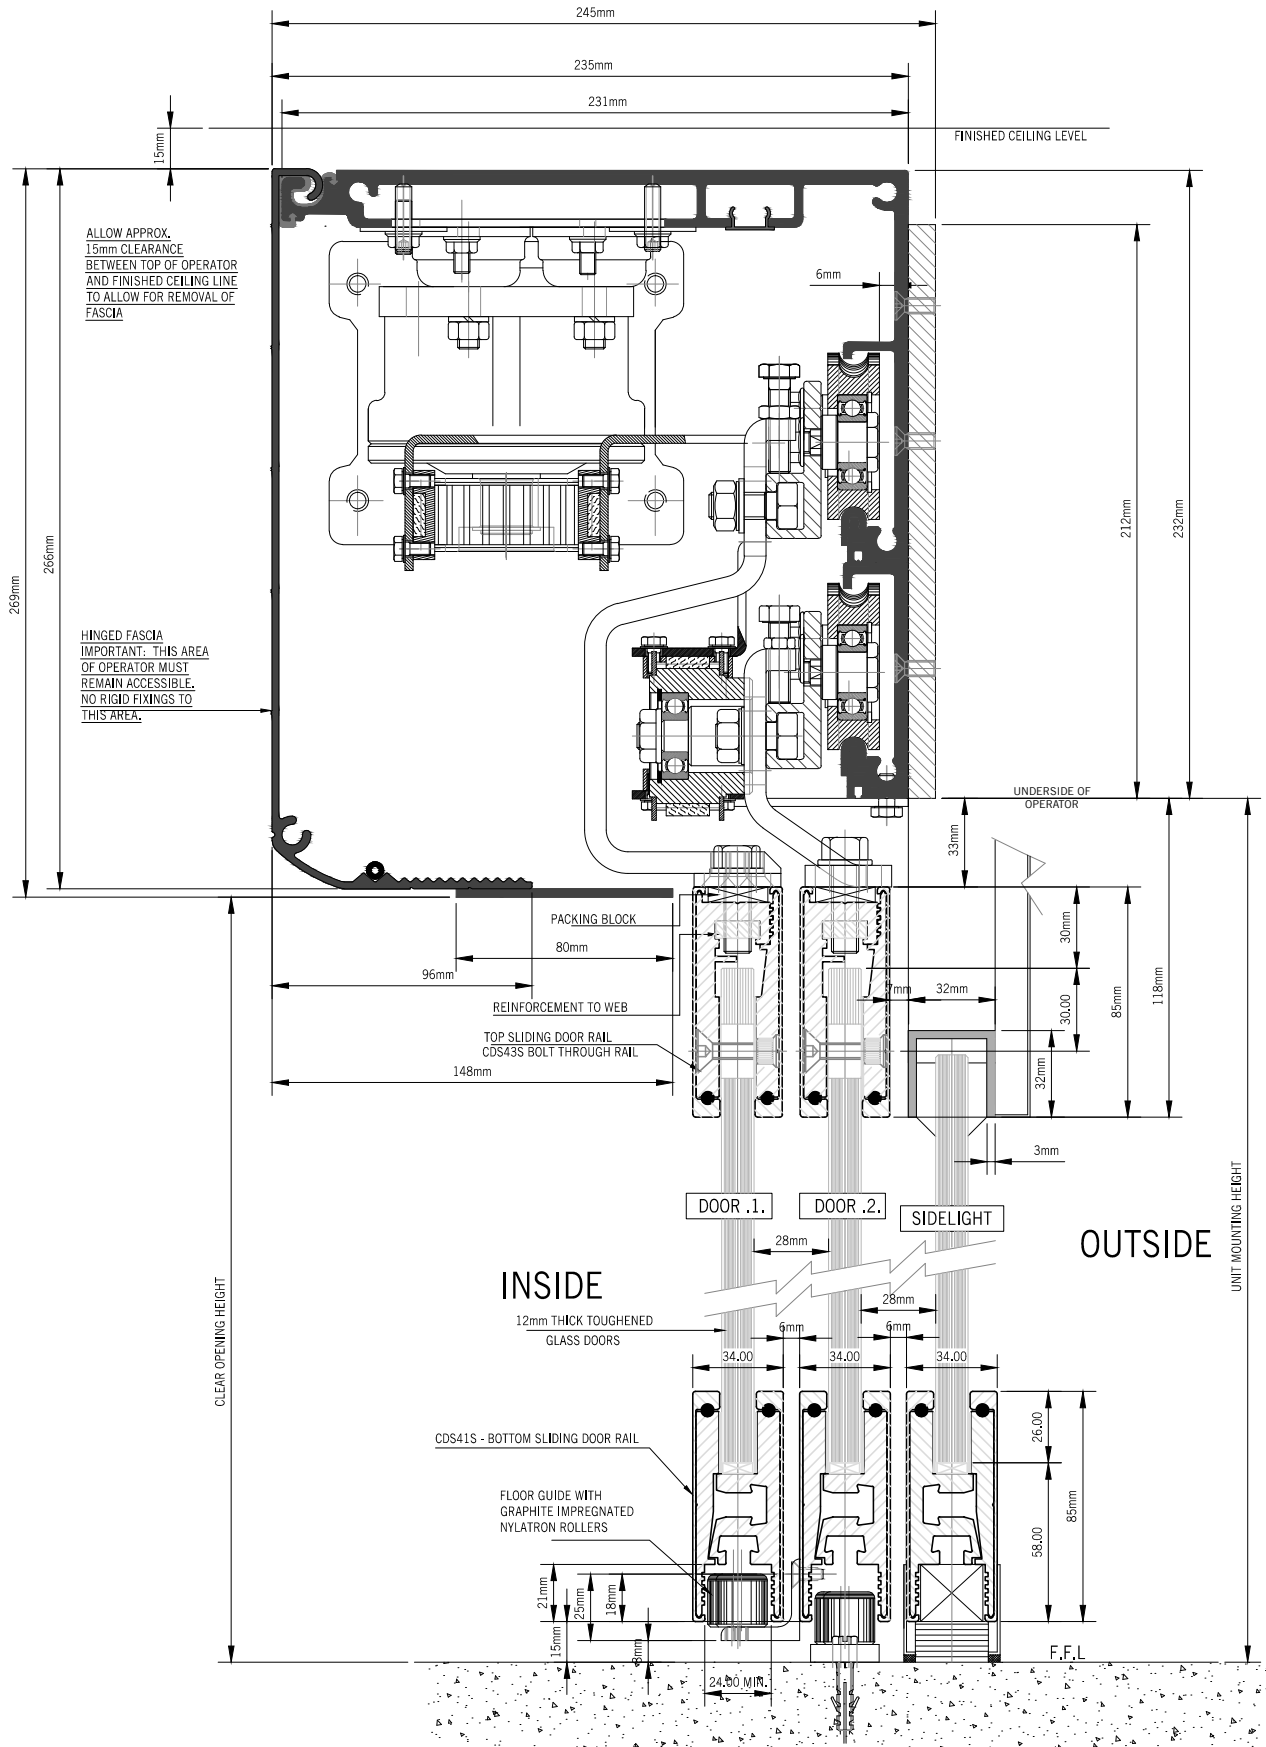 245mm
235mm
231mm
15mm
FINISHED CEILING LEVEL
ALLOW APPROX.
15mm CLEARANCE
BETWEEN TOP OF OPERATOR
AND FINISHED CEILING LINE
TO ALLOW FOR REMOVAL OF
FASCIA
6mm
212mm
232mm
266mm
269mm
HINGED FASCIA
IMPORTANT: THIS AREA
OF OPERATOR MUST
REMAIN ACCESSIBLE.
NO RIGID FIXINGS TO
THIS AREA.
UNDERSIDE OF
OPERATOR
33mm
PACKING BLOCK
80mm
30mm
96mm
7mm
32mm
30.00
85mm
118mm
REINFORCEMENT TO WEB
TOP SLIDING DOOR RAIL
CDS43S BOLT THROUGH RAIL
148mm
32mm
3mm
DOOR .1.
DOOR .2.
SIDELIGHT
28mm
OUTSIDE
UNIT MOUNTING HEIGHT
INSIDE
CLEAR OPENING HEIGHT
28mm
12mm THICK TOUGHENED
GLASS DOORS
6mm
6mm
34.00
34.00
34.00
CDS41S - BOTTOM SLIDING DOOR RAIL
26.00
FLOOR GUIDE WITH
GRAPHITE IMPREGNATED
NYLATRON ROLLERS
85mm
58.00
21mm
25mm
18mm
15mm
8mm
F.F.L
24.00 MIN.